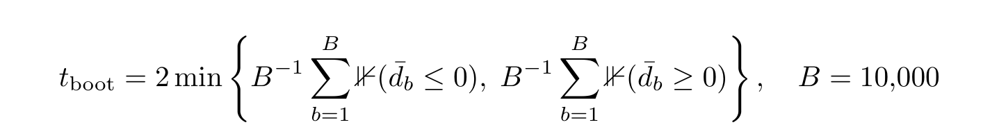 t_boot = 2 min { B⁻¹ ∑_{b=1}^{B} ⊮(d̄_b ≤ 0), B⁻¹ ∑_{b=1}^{B} ⊮(d̄_b ≥ 0) } , B = 10,000